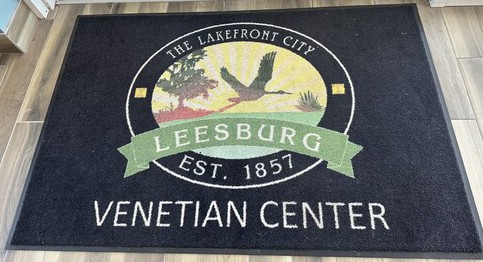 THE LAKEFRONT CITY
LEESBURG
EST. 1857
VENETIAN CENTER